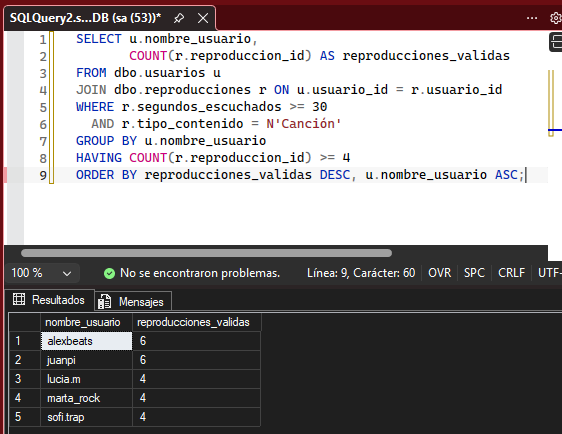 SQLQuery2.s...DB (sa (53))*
1 SELECT u.nombre_usuario,
2 COUNT(r.reproduccion_id) AS reproducciones_validas
3 FROM dbo.usuarios u
4 JOIN dbo.reproducciones r ON u.usuario_id = r.usuario_id
5 WHERE r.segundos_escuchados >= 30
6 AND r.tipo_contenido = N'Canción'
7 GROUP BY u.nombre_usuario
8 HAVING COUNT(r.reproduccion_id) >= 4
9 ORDER BY reproducciones_validas DESC, u.nombre_usuario ASC;
100 % No se encontraron problemas. Línea: 9, Carácter: 60 OVR SPC CRLF UTF-
Resultados Mensajes
nombre_usuario reproducciones_validas
1 alexbeats 6
2 juanpi 6
3 lucia.m 4
4 marta_rock 4
5 sofi.trap 4